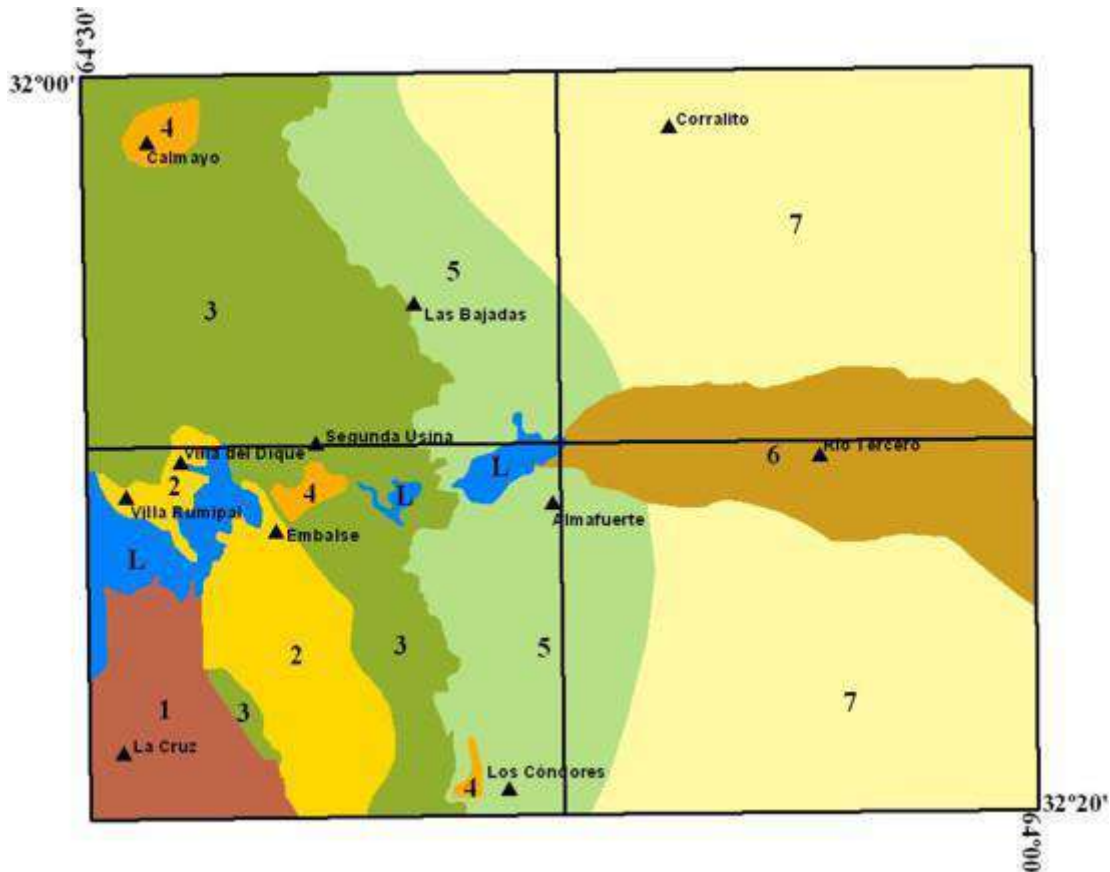 64°30'
32°00'
4
Calmayo
Corralito
7
5
3
Las Bajadas
Segunda Usina
Villa del Dique
6
Río Tercero
2
4
L
L
Villa Rumipal
Almafuerte
Embalse
L
3
5
2
3
1
7
La Cruz
Los Cóndores
4
32°20'
64°00'